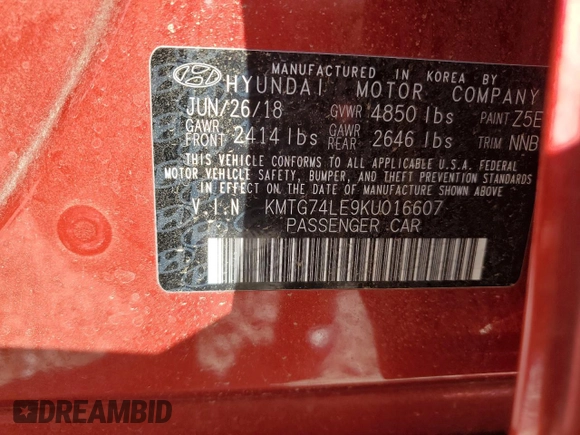 MANUFACTURED IN KOREA BY
HYUNDAI MOTOR COMPANY
JUN/26/18 GVWR 4850 lbs PAINT Z5E
GAWR FRONT 2414 lbs GAWR REAR 2646 lbs TRIM NNB
THIS VEHICLE CONFORMS TO ALL APPLICABLE U.S.A. FEDERAL
MOTOR VEHICLE SAFETY, BUMPER, AND THEFT PREVENTION STANDARDS
IN EFFECT ON THE DATE OF MANUFACTURE SHOWN ABOVE.
V.I.N KMTG74LE9KU016607
PASSENGER CAR
DREAMBID